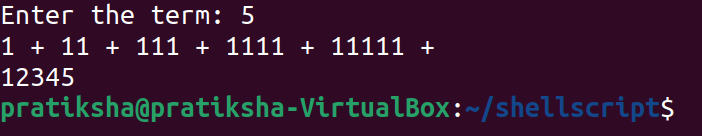 Enter the term: 5
1 + 11 + 111 + 1111 + 11111 +
12345
pratiksha@pratiksha-VirtualBox:~/shellscript$